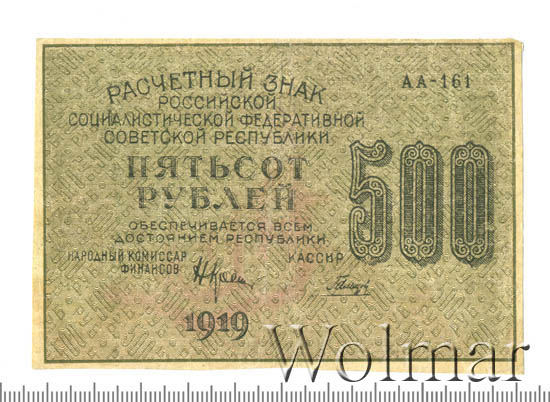 РАСЧЕТНЫЙ ЗНАК
АА-161
РОССИЙСКОЙ
СОЦИАЛИСТИЧЕСКОЙ ФЕДЕРАТИВНОЙ
СОВЕТСКОЙ РЕСПУБЛИКИ
ПЯТЬСОТ
РУБЛЕЙ
500
ОБЕСПЕЧИВАЕТСЯ ВСЕМ
ДОСТОЯНИЕМ РЕСПУБЛИКИ
НАРОДНЫЙ КОМИССАР
ФИНАНСОВ
КАССИР
1919
Wolmar